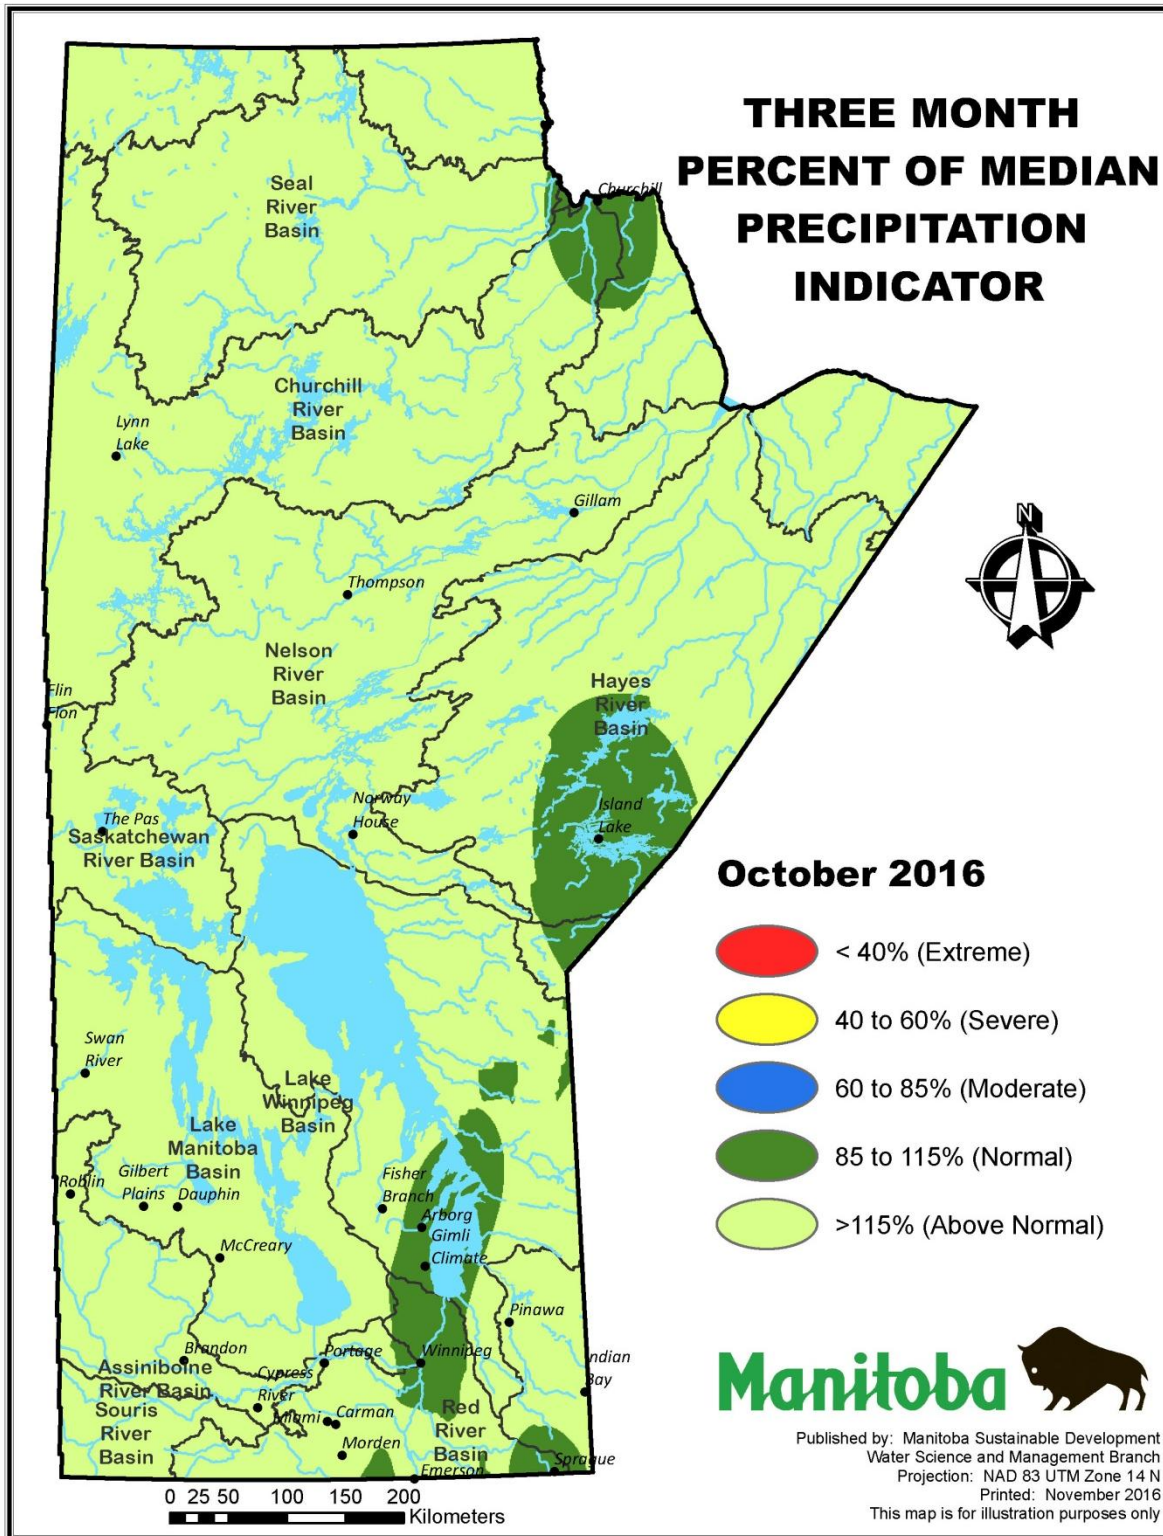 THREE MONTH
PERCENT OF MEDIAN
PRECIPITATION
INDICATOR
Churchill
Seal
River
Basin
Churchill
River
Basin
Lynn
Lake
Gillam
N
Thompson
Nelson
River
Basin
Hayes
River
Basin
Flin
Flon
Norway
House
Island
Lake
The Pas
Saskatchewan
River Basin
October 2016
< 40% (Extreme)
40 to 60% (Severe)
60 to 85% (Moderate)
85 to 115% (Normal)
>115% (Above Normal)
Swan
River
Lake
Winnipeg
Basin
Lake
Manitoba
Basin
Roblin
Gilbert
Plains
Dauphin
Fisher
Branch
Arborg
Gimli
Climate
McCreary
Pinawa
Brandon
Assiniboine
River Basin
Souris
River
Basin
Cypress
River
Portage
Winnipeg
Indian
Bay
Miami
Carman
Morden
Red
River
Basin
Emerson
Sprague
0 25 50 100 150 200
Kilometers
Manitoba
Published by: Manitoba Sustainable Development
Water Science and Management Branch
Projection: NAD 83 UTM Zone 14 N
Printed: November 2016
This map is for illustration purposes only